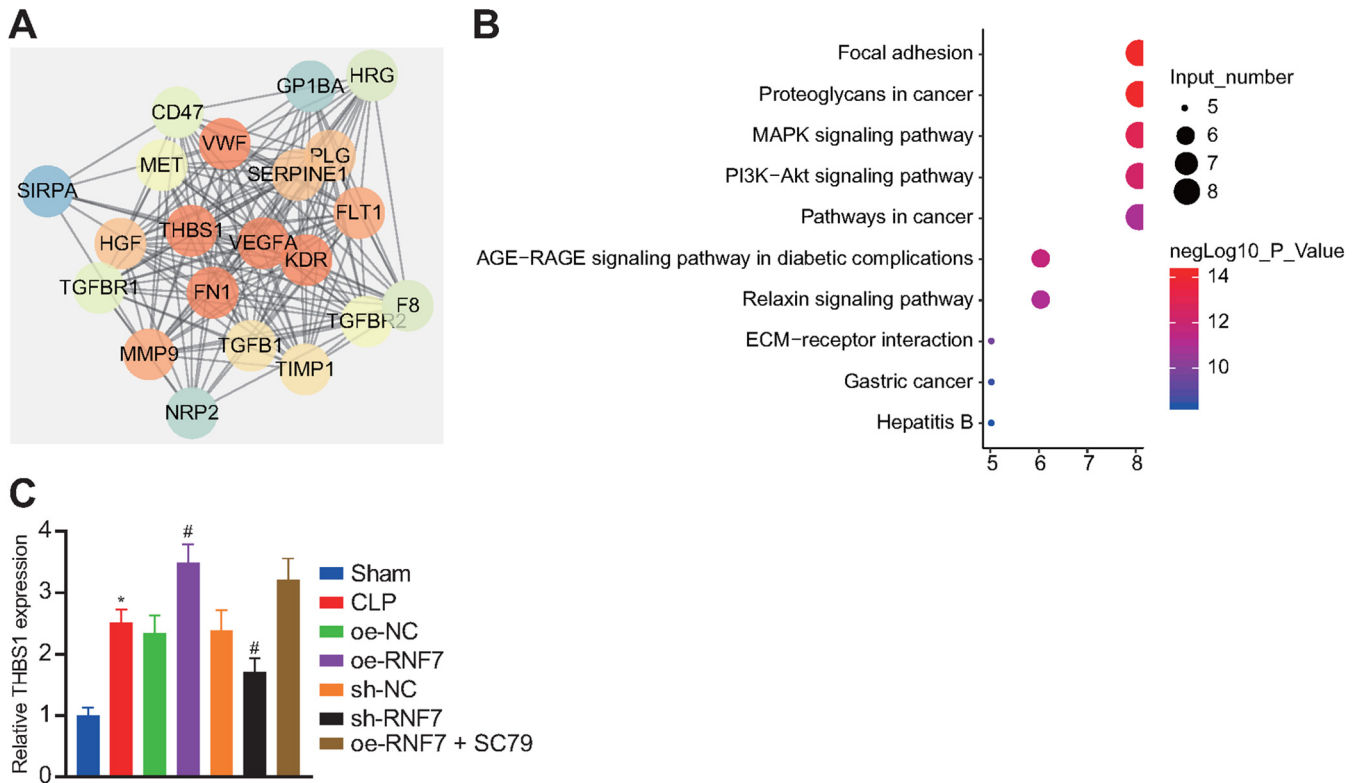 A
GP1BA
HRG
CD47
VWF
PLG
MET
SERPINE1
SIRPA
FLT1
THBS1
HGF
VEGFA
KDR
TGFBR1
FN1
F8
TGFBR2
MMP9
TGFB1
TIMP1
NRP2
B
Focal adhesion
Proteoglycans in cancer
MAPK signaling pathway
PI3K−Akt signaling pathway
Pathways in cancer
AGE−RAGE signaling pathway in diabetic complications
Relaxin signaling pathway
ECM−receptor interaction
Gastric cancer
Hepatitis B
5 6 7 8
Input_number
5
6
7
8
negLog10_P_Value
14
12
10
C
Relative THBS1 expression
4
3
2
1
0
*
#
#
Sham
CLP
oe-NC
oe-RNF7
sh-NC
sh-RNF7
oe-RNF7 + SC79